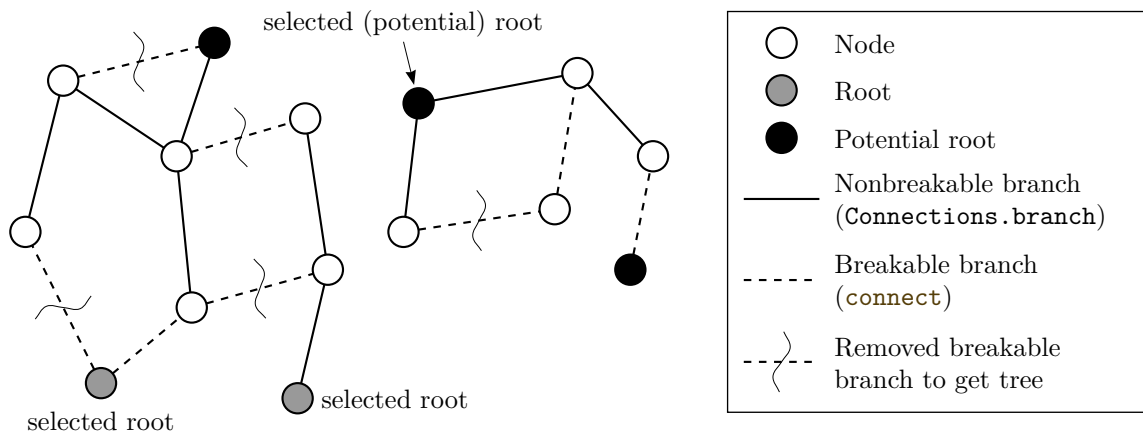 selected (potential) root
selected root
selected root
Node
Root
Potential root
Nonbreakable branch
(Connections.branch)
Breakable branch
(connect)
Removed breakable
branch to get tree